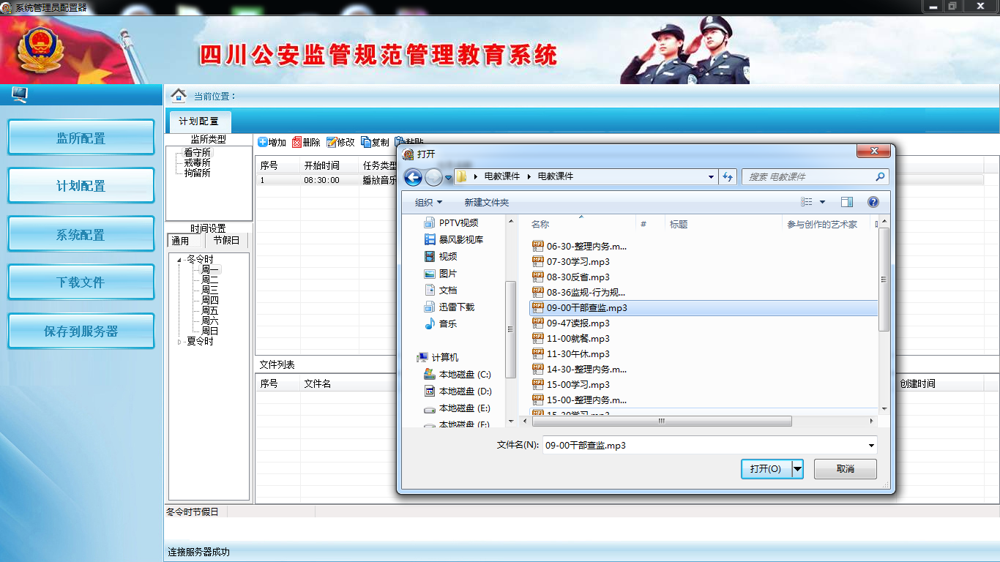 系统管理员配置器
四川公安监管规范管理教育系统
当前位置：
计划配置
监所配置
计划配置
系统配置
下载文件
保存到服务器
监所类型
看守所
戒毒所
拘留所
时间设置
通用 节假日
冬令时
周一
周二
周三
周四
周五
周六
周日
夏令时
增加 删除 修改 复制 粘贴
序号 开始时间 任务类型
1 08:30:00 播放音乐
文件列表
序号 文件名 创建时间
打开
电教课件 电教课件
搜索 电教课件
组织 新建文件夹
PPTV视频
暴风影视库
视频
图片
文档
迅雷下载
音乐
计算机
本地磁盘 (C:)
本地磁盘 (D:)
本地磁盘 (E:)
本地磁盘 (F:)
名称 # 标题 参与创作的艺术家
06-30-整理内务.m...
07-30学习.mp3
08-30反省.mp3
08-36监规-行为规...
09-00干部查监.mp3
09-47读报.mp3
11-00就餐.mp3
11-30午休.mp3
14-30-整理内务.m...
15-00学习.mp3
15-00-整理内务.m...
15-30学习.mp3
文件名(N): 09-00干部查监.mp3
打开(O) 取消
冬令时节假日
连接服务器成功